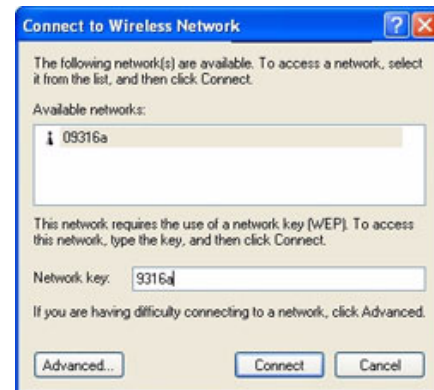 Connect to Wireless Network
The following network(s) are available. To access a network, select
it from the list, and then click Connect.
Available networks:
09316a
This network requires the use of a network key (WEP). To access
this network, type the key, and then click Connect.
Network key: 9316a
If you are having difficulty connecting to a network, click Advanced.
Advanced... Connect Cancel